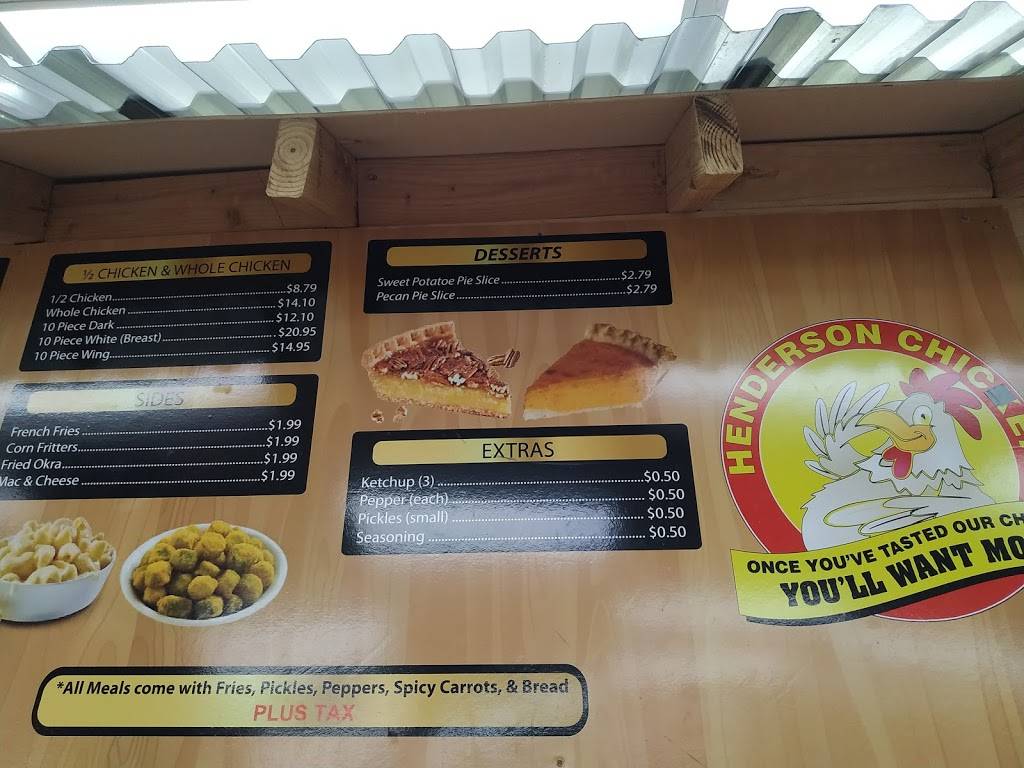 ½ CHICKEN & WHOLE CHICKEN
1/2 Chicken $8.79
Whole Chicken $14.10
10 Piece Dark $12.10
10 Piece White (Breast) $20.95
10 Piece Wing $14.95
SIDES
French Fries $1.99
Corn Fritters $1.99
Fried Okra $1.99
Mac & Cheese $1.99
DESSERTS
Sweet Potatoe Pie Slice $2.79
Pecan Pie Slice $2.79
EXTRAS
Ketchup (3) $0.50
Pepper (each) $0.50
Pickles (small) $0.50
Seasoning $0.50
HENDERSON CHICKE
ONCE YOU'VE TASTED OUR CH
YOU'LL WANT MO
*All Meals come with Fries, Pickles, Peppers, Spicy Carrots, & Bread
PLUS TAX